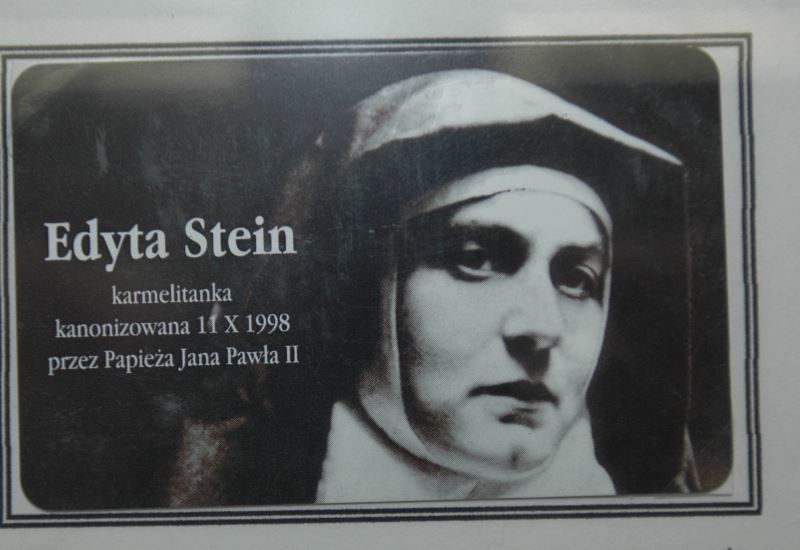 Edyta Stein
karmelitanka
kanonizowana 11 X 1998
przez Papieża Jana Pawła II